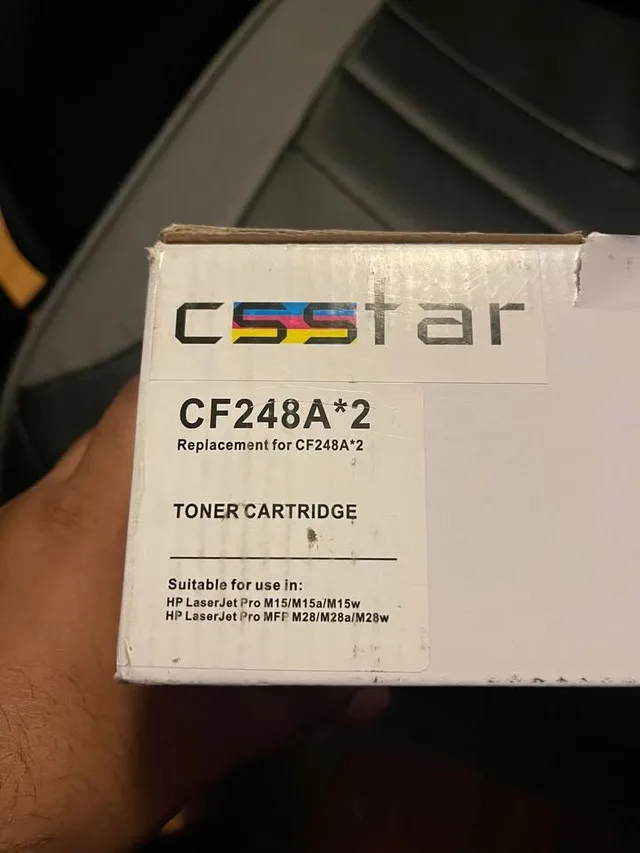 csstar
CF248A*2
Replacement for CF248A*2
TONER CARTRIDGE
Suitable for use in:
HP LaserJet Pro M15/M15a/M15w
HP LaserJet Pro MFP M28/M28a/M28w